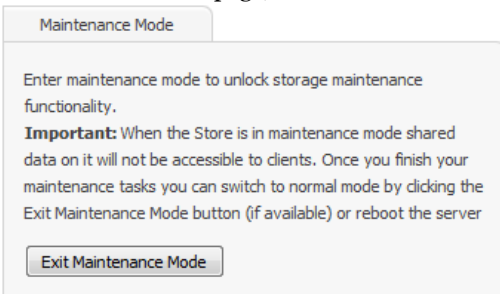 Maintenance Mode
Enter maintenance mode to unlock storage maintenance
functionality.
Important: When the Store is in maintenance mode shared
data on it will not be accessible to clients. Once you finish your
maintenance tasks you can switch to normal mode by clicking the
Exit Maintenance Mode button (if available) or reboot the server
Exit Maintenance Mode